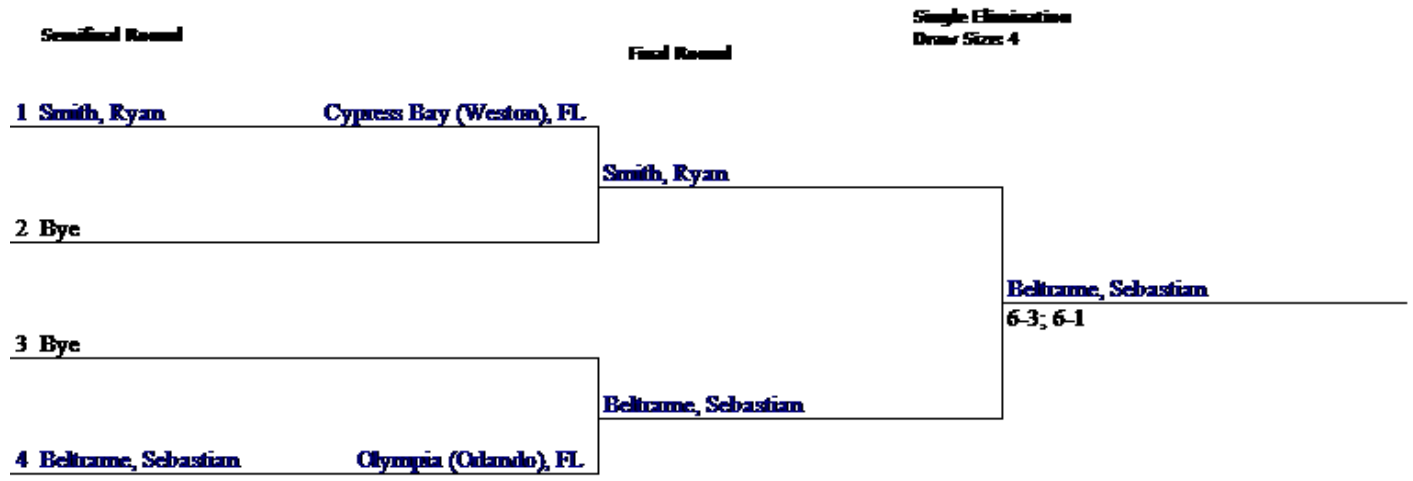 Single Elimination
Semifinal Round
Draw Size: 4
Final Round
1 Smith, Ryan Cypress Bay (Weston), FL
Smith, Ryan
2 Bye
Beltrame, Sebastian
6-3; 6-1
3 Bye
Beltrame, Sebastian
4 Beltrame, Sebastian Olympia (Orlando), FL